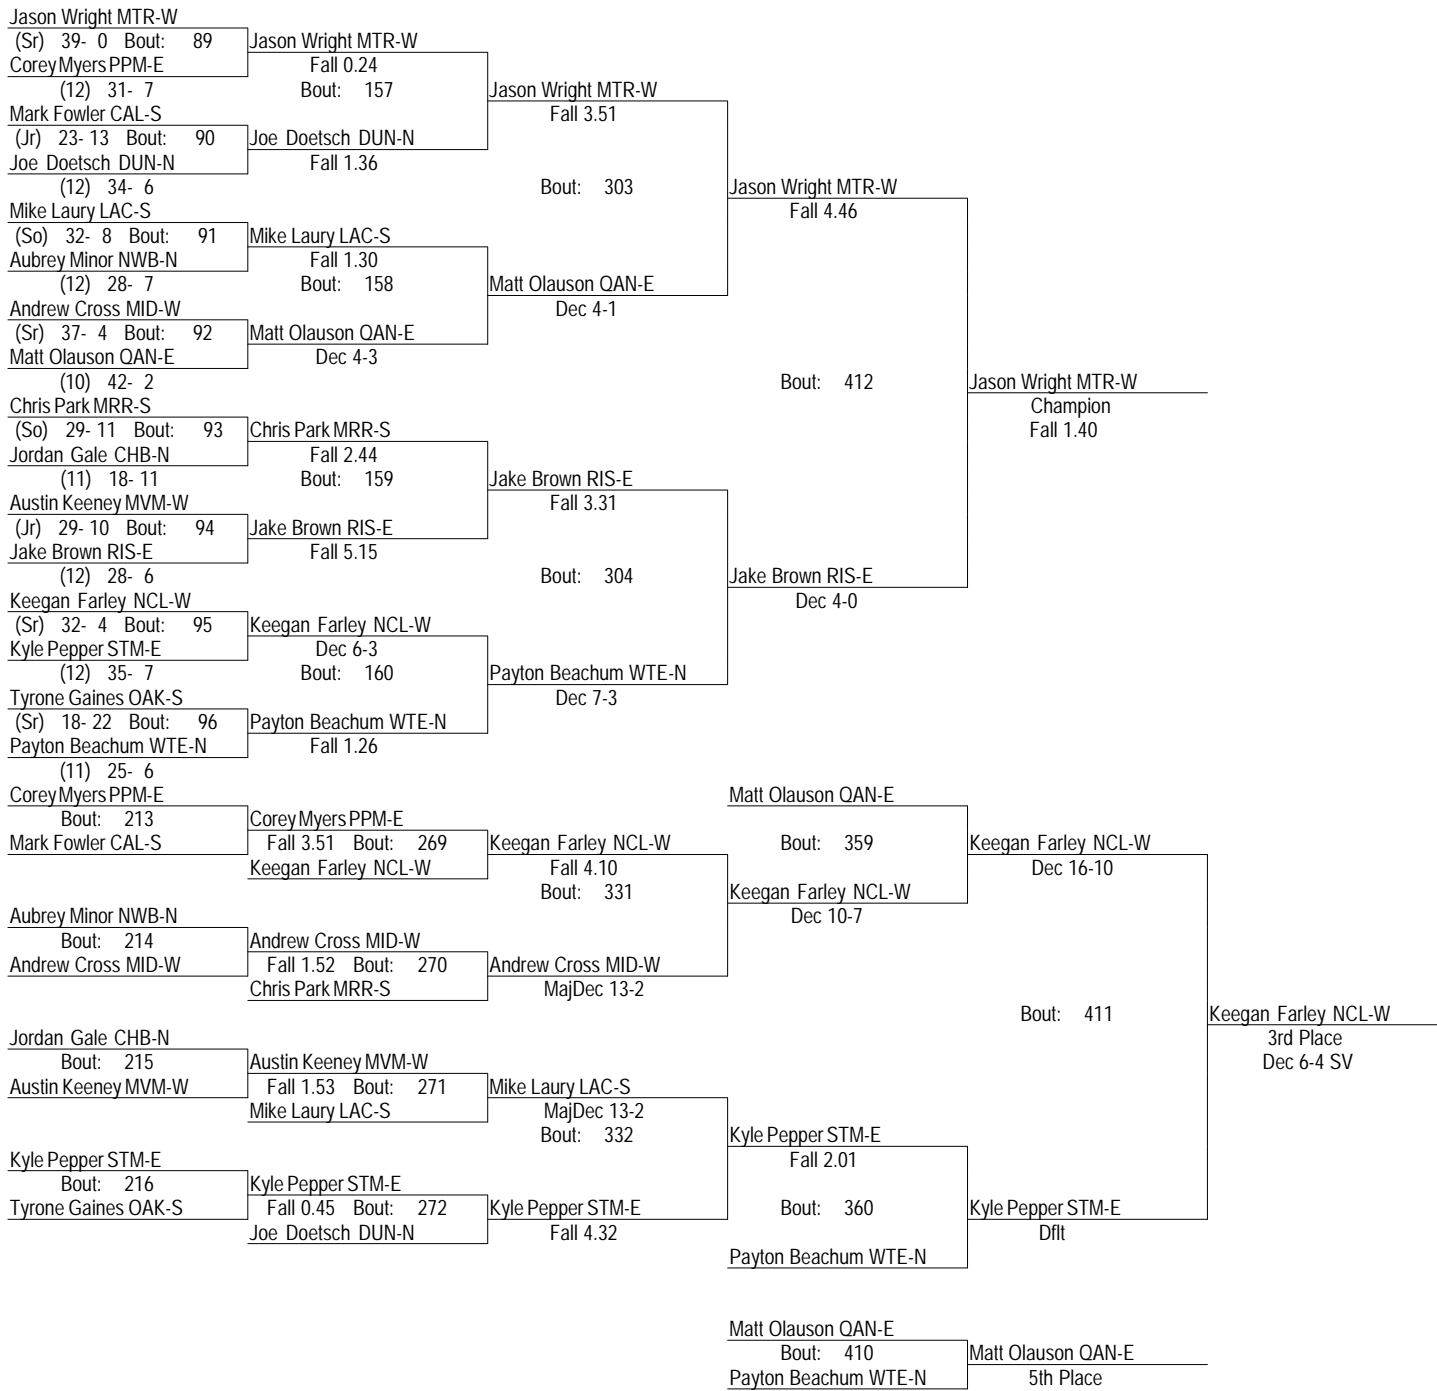 Jason Wright MTR-W
(Sr) 39- 0 Bout: 89
Jason Wright MTR-W
Corey Myers PPM-E
Fall 0.24
(12) 31- 7
Bout: 157
Jason Wright MTR-W
Mark Fowler CAL-S
Fall 3.51
(Jr) 23- 13 Bout: 90
Joe Doetsch DUN-N
Joe Doetsch DUN-N
Fall 1.36
(12) 34- 6
Bout: 303
Jason Wright MTR-W
Mike Laury LAC-S
Fall 4.46
(So) 32- 8 Bout: 91
Mike Laury LAC-S
Aubrey Minor NWB-N
Fall 1.30
(12) 28- 7
Bout: 158
Matt Olauson QAN-E
Andrew Cross MID-W
Dec 4-1
(Sr) 37- 4 Bout: 92
Matt Olauson QAN-E
Matt Olauson QAN-E
Dec 4-3
(10) 42- 2
Bout: 412
Jason Wright MTR-W
Chris Park MRR-S
Champion
(So) 29- 11 Bout: 93
Chris Park MRR-S
Fall 1.40
Jordan Gale CHB-N
Fall 2.44
(11) 18- 11
Bout: 159
Jake Brown RIS-E
Austin Keeney MVM-W
Fall 3.31
(Jr) 29- 10 Bout: 94
Jake Brown RIS-E
Jake Brown RIS-E
Fall 5.15
(12) 28- 6
Bout: 304
Jake Brown RIS-E
Keegan Farley NCL-W
Dec 4-0
(Sr) 32- 4 Bout: 95
Keegan Farley NCL-W
Kyle Pepper STM-E
Dec 6-3
(12) 35- 7
Bout: 160
Payton Beachum WTE-N
Tyrone Gaines OAK-S
Dec 7-3
(Sr) 18- 22 Bout: 96
Payton Beachum WTE-N
Payton Beachum WTE-N
Fall 1.26
(11) 25- 6
Corey Myers PPM-E
Matt Olauson QAN-E
Bout: 213
Corey Myers PPM-E
Mark Fowler CAL-S
Fall 3.51 Bout: 269
Keegan Farley NCL-W
Bout: 359
Keegan Farley NCL-W
Keegan Farley NCL-W
Fall 4.10
Dec 16-10
Bout: 331
Keegan Farley NCL-W
Aubrey Minor NWB-N
Dec 10-7
Bout: 214
Andrew Cross MID-W
Andrew Cross MID-W
Fall 1.52 Bout: 270
Andrew Cross MID-W
Chris Park MRR-S
MajDec 13-2
Bout: 411
Keegan Farley NCL-W
Jordan Gale CHB-N
3rd Place
Bout: 215
Austin Keeney MVM-W
Dec 6-4 SV
Austin Keeney MVM-W
Fall 1.53 Bout: 271
Mike Laury LAC-S
Mike Laury LAC-S
MajDec 13-2
Bout: 332
Kyle Pepper STM-E
Kyle Pepper STM-E
Fall 2.01
Bout: 216
Kyle Pepper STM-E
Tyrone Gaines OAK-S
Fall 0.45 Bout: 272
Kyle Pepper STM-E
Bout: 360
Kyle Pepper STM-E
Joe Doetsch DUN-N
Fall 4.32
Dflt
Payton Beachum WTE-N
Matt Olauson QAN-E
Bout: 410
Matt Olauson QAN-E
Payton Beachum WTE-N
5th Place